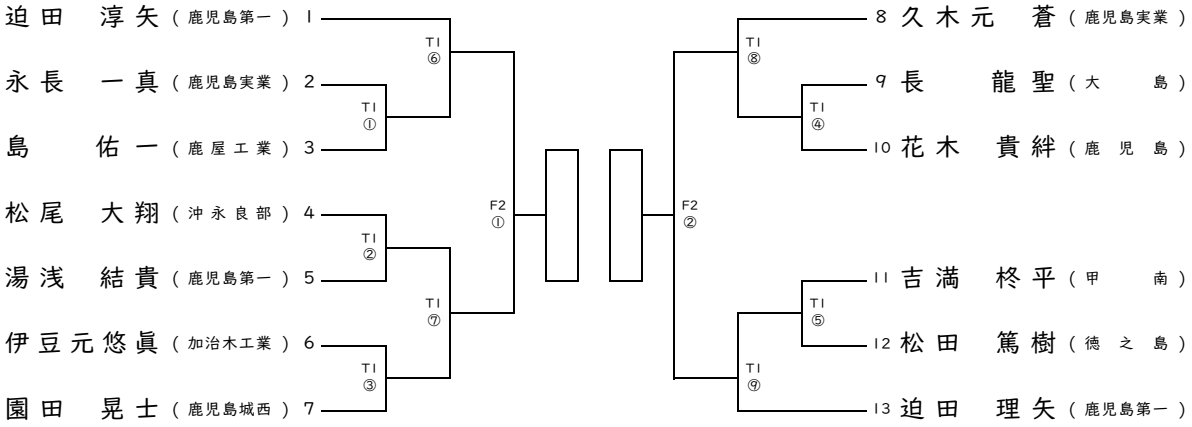 迫田 淳矢 (鹿児島第一) 1
T1
⑥
永長 一真 (鹿児島実業) 2
T1
①
島 佑一 (鹿屋工業) 3
松尾 大翔 (沖永良部) 4
F2
①
T1
②
湯浅 結貴 (鹿児島第一) 5
T1
⑦
伊豆元悠眞 (加治木工業) 6
T1
③
園田 晃士 (鹿児島城西) 7
8 久木元 蒼 (鹿児島実業)
T1
⑧
9 長 龍聖 (大島)
T1
④
10 花木 貴絆 (鹿児島)
F2
②
11 吉満 柊平 (甲南)
T1
⑤
12 松田 篤樹 (徳之島)
T1
⑨
13 迫田 理矢 (鹿児島第一)